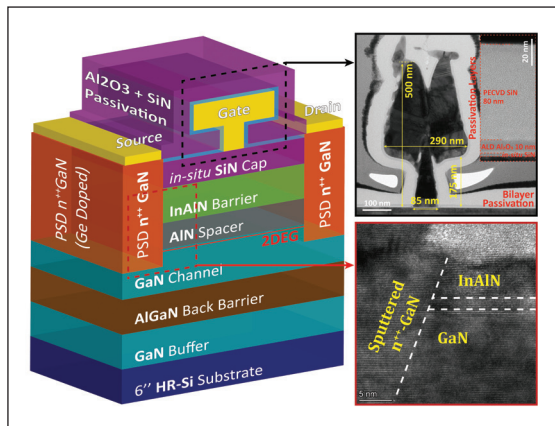 Al2O3 + SiN
Passivation
Gate
Source
Drain
in-situ SiN Cap
PSD n⁺⁺GaN
(Ge Doped)
PSD n⁺⁺ GaN
PSD n⁺⁺ GaN
InAlN Barrier
AlN Spacer
2DEG
GaN Channel
AlGaN Back Barrier
GaN Buffer
6’’ HR-Si Substrate
500 nm
290 nm
175 nm
85 nm
100 nm
20 nm
PECVD SiN
80 nm
ALD Al₂O₃ 10 nm
Bilayer
Passivation
InAlN
GaN
Sputtered
n⁺⁺-GaN
5 nm